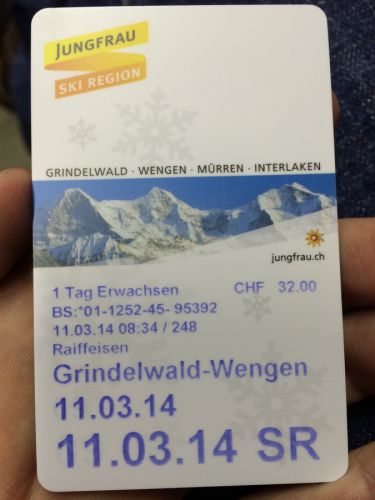 JUNGFRAU
SKI REGION
GRINDELWALD · WENGEN · MÜRREN · INTERLAKEN
jungfrau.ch
1 Tag Erwachsen CHF 32.00
BS:*01-1252-45- 95392
11.03.14 08:34 / 248
Raiffeisen
Grindelwald-Wengen
11.03.14
11.03.14 SR